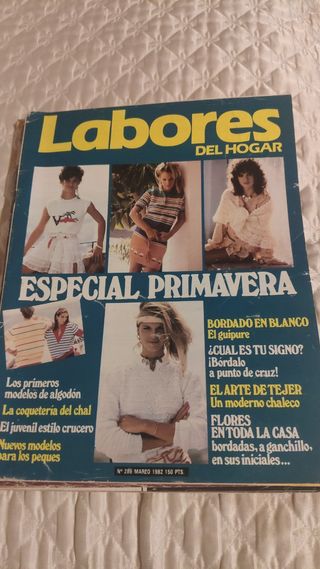 Labores
DEL HOGAR
ESPECIAL PRIMAVERA
BORDADO EN BLANCO
El guipure
¿CUAL ES TU SIGNO?
¡Bórdalo
a punto de cruz!
EL ARTE DE TEJER
Un moderno chaleco
FLORES
EN TODA LA CASA
bordadas, a ganchillo,
en sus iniciales...
Los primeros
modelos de algodón
La coquetería del chal
El juvenil estilo crucero
Nuevos modelos
para los peques
Nº 286 MARZO 1982 150 PTS.